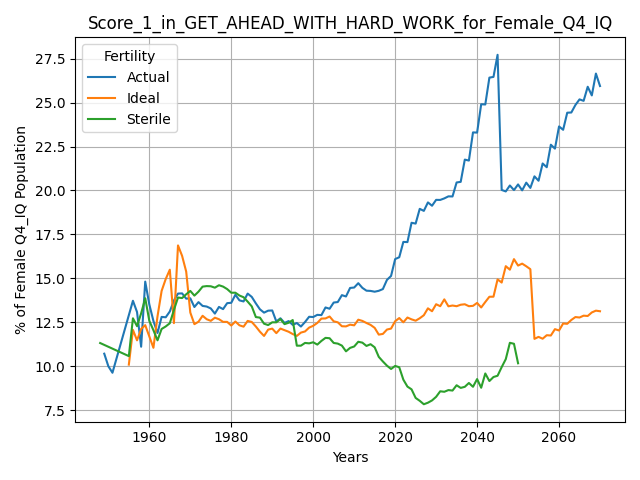 Score_1_in_GET_AHEAD_WITH_HARD_WORK_for_Female_Q4_IQ
Fertility
Actual
Ideal
Sterile
% of Female Q4_IQ Population
27.5
25.0
22.5
20.0
17.5
15.0
12.5
10.0
7.5
1960
1980
2000
2020
2040
2060
Years